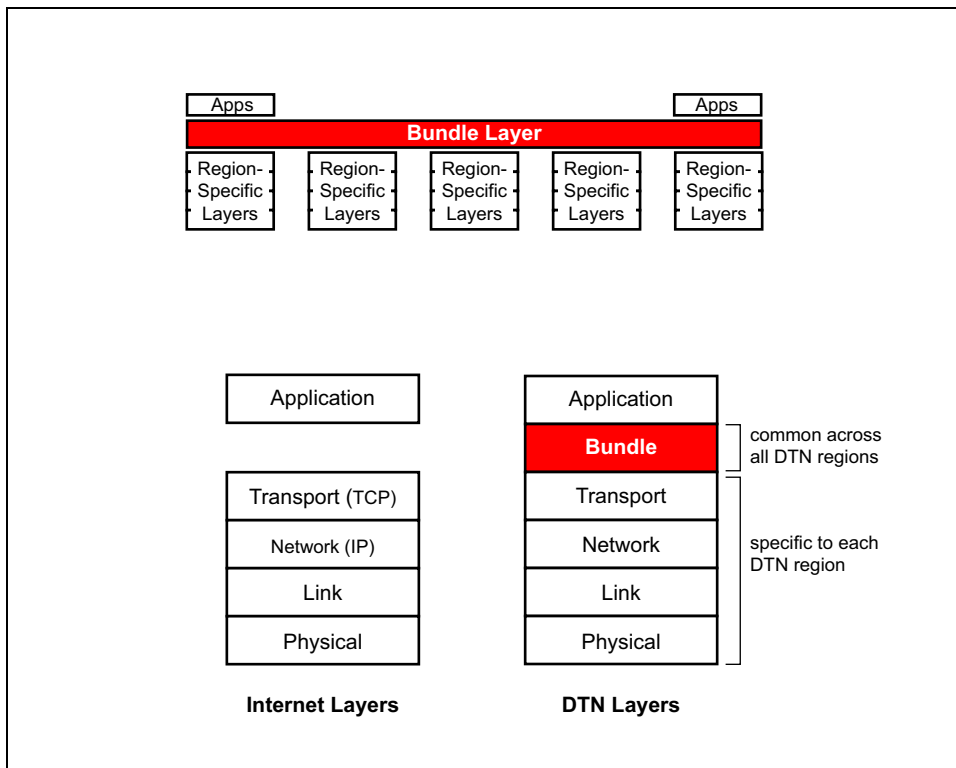 Apps
Apps
Bundle Layer
Region-
Specific
Layers
Region-
Specific
Layers
Region-
Specific
Layers
Region-
Specific
Layers
Region-
Specific
Layers
Application
Transport (TCP)
Network (IP)
Link
Physical
Internet Layers
Application
Bundle
Transport
Network
Link
Physical
DTN Layers
common across
all DTN regions
specific to each
DTN region